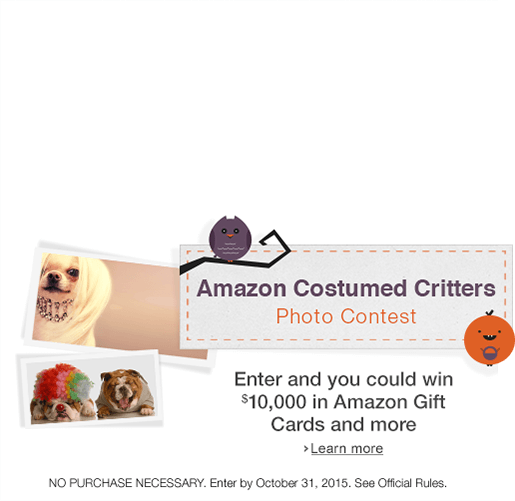 Amazon Costumed Critters
Photo Contest
Enter and you could win
$10,000 in Amazon Gift
Cards and more
›Learn more
NO PURCHASE NECESSARY. Enter by October 31, 2015. See Official Rules.